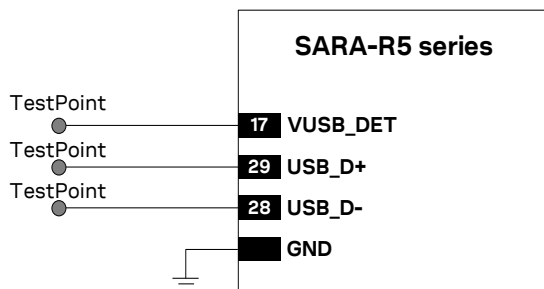 SARA-R5 series
TestPoint
17 VUSB_DET
TestPoint
29 USB_D+
TestPoint
28 USB_D-
GND